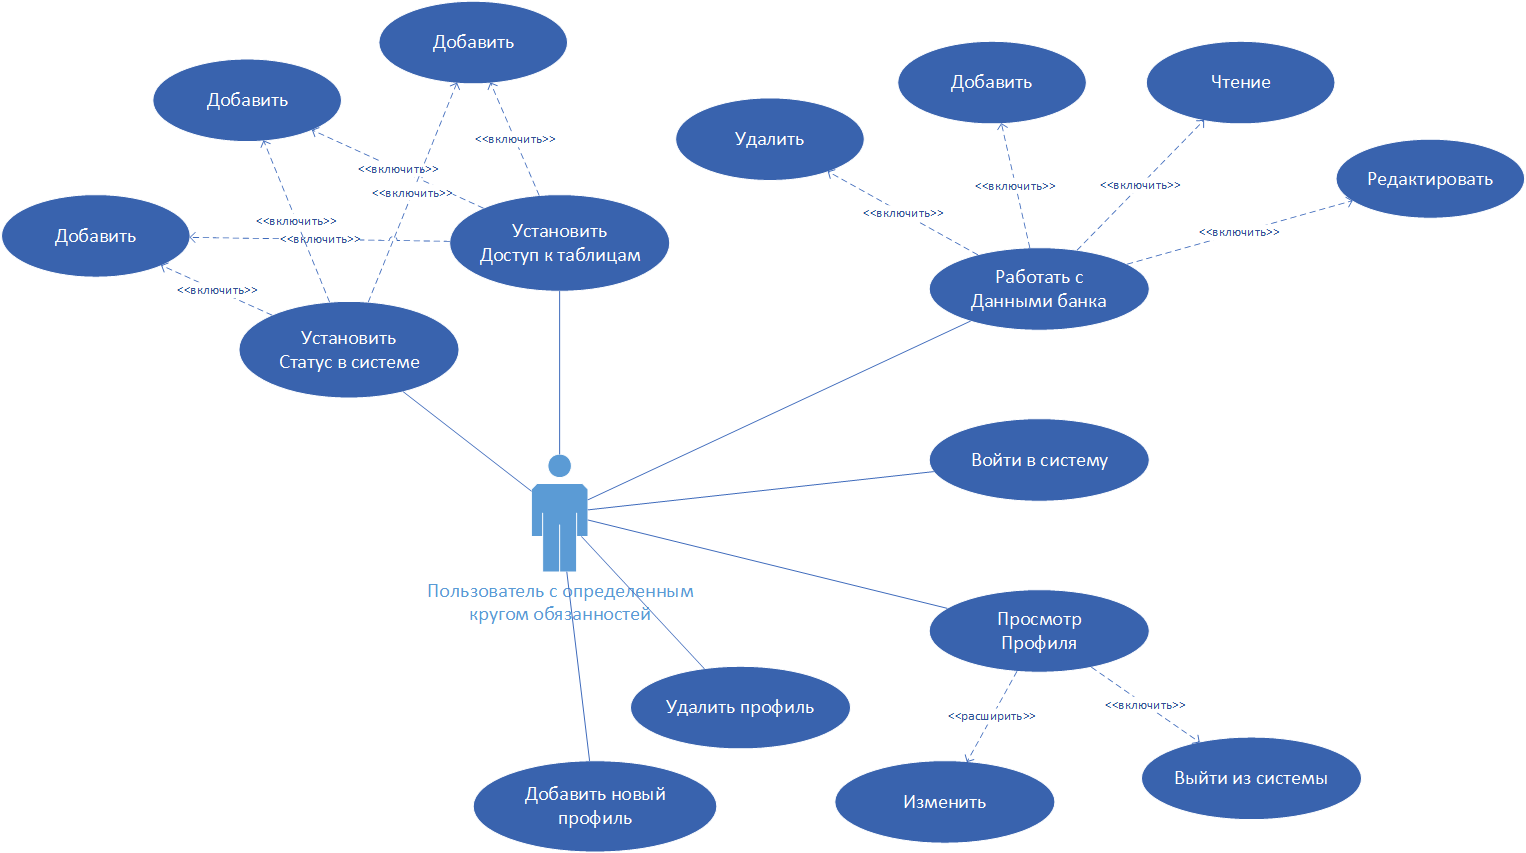 Добавить
Добавить
Добавить
Чтение
Добавить
Удалить
<<включить>>
<<включить>>
Редактировать
<<включить>>
<<включить>>
<<включить>>
<<включить>>
<<включить>>
Добавить
<<включить>>
<<включить>>
<<включить>>
Установить
Доступ к таблицам
<<включить>>
Работать с
Данными банка
Установить
Статус в системе
Войти в систему
Пользователь с определенным
кругом обязанностей
Просмотр
Профиля
Удалить профиль
<<расширить>>
<<включить>>
Выйти из системы
Добавить новый
профиль
Изменить